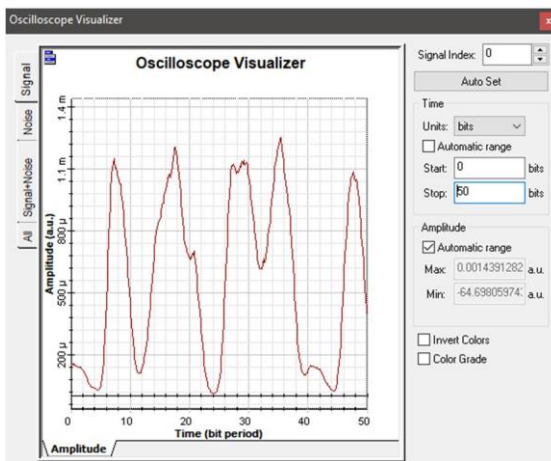 Oscilloscope Visualizer
x
Signal
Noise
Signal+Noise
All
Oscilloscope Visualizer
Amplitude (a.u.)
1.4 m
1.1 m
800 µ
500 µ
200 µ
0 10 20 30 40 50
Time (bit period)
Amplitude
Signal Index: 0
Auto Set
Time
Units: bits
Automatic range
Start: 0 bits
Stop: 50 bits
Amplitude
Automatic range
Max: 0.0014391282 a.u.
Min: -64.69805974 a.u.
Invert Colors
Color Grade